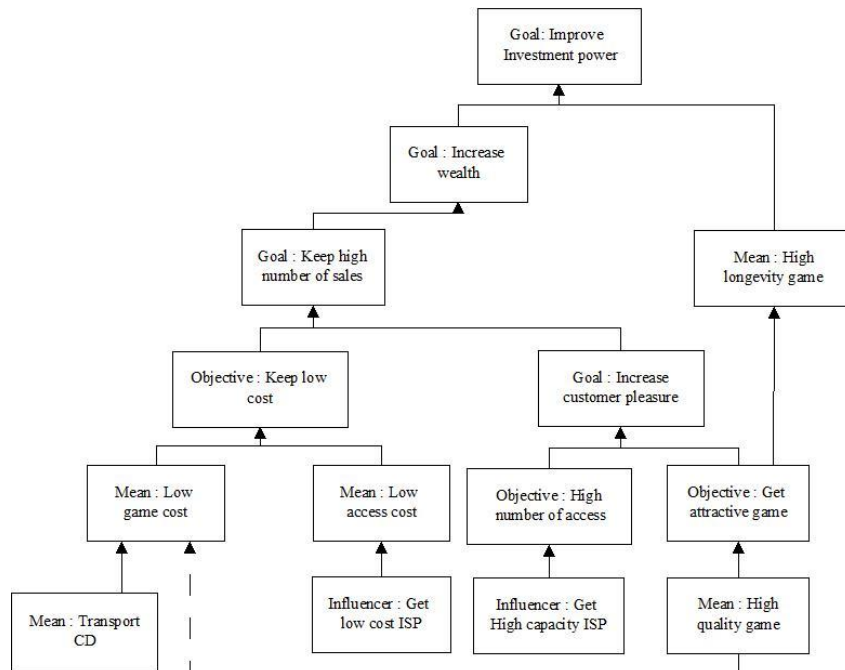 Goal: Improve
Investment power
Goal : Increase
wealth
Goal : Keep high
number of sales
Mean : High
longevity game
Objective : Keep low
cost
Goal : Increase
customer pleasure
Mean : Low
game cost
Mean : Low
access cost
Objective : High
number of access
Objective : Get
attractive game
Mean : Transport
CD
Influencer : Get
low cost ISP
Influencer : Get
High capacity ISP
Mean : High
quality game